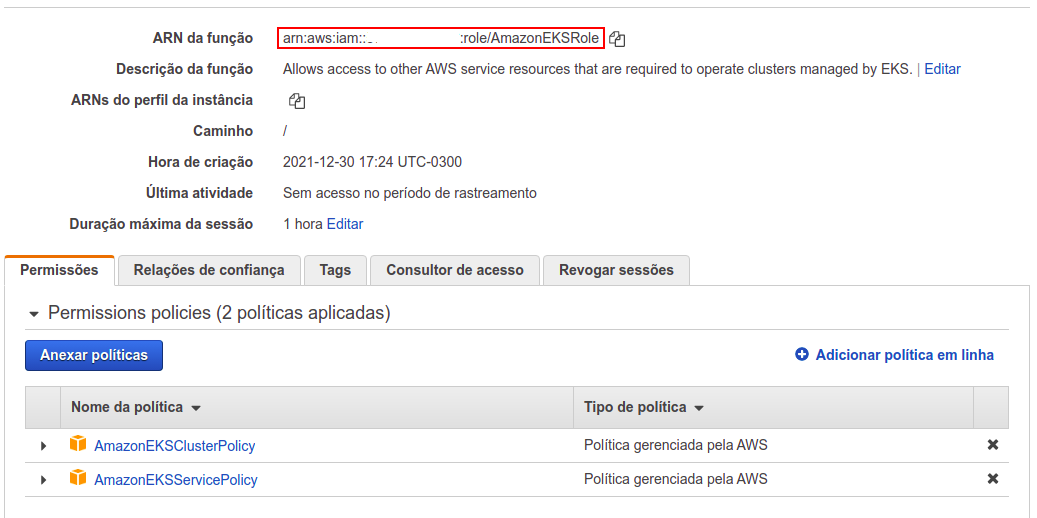 ARN da função arn:aws:iam:: :role/AmazonEKSRole
Descrição da função Allows access to other AWS service resources that are required to operate clusters managed by EKS. | Editar
ARNs do perfil da instância
Caminho /
Hora de criação 2021-12-30 17:24 UTC-0300
Última atividade Sem acesso no período de rastreamento
Duração máxima da sessão 1 hora Editar
Permissões Relações de confiança Tags Consultor de acesso Revogar sessões
Permissions policies (2 políticas aplicadas)
Anexar políticas Adicionar política em linha
Nome da política Tipo de política
AmazonEKSClusterPolicy Política gerenciada pela AWS
AmazonEKSServicePolicy Política gerenciada pela AWS